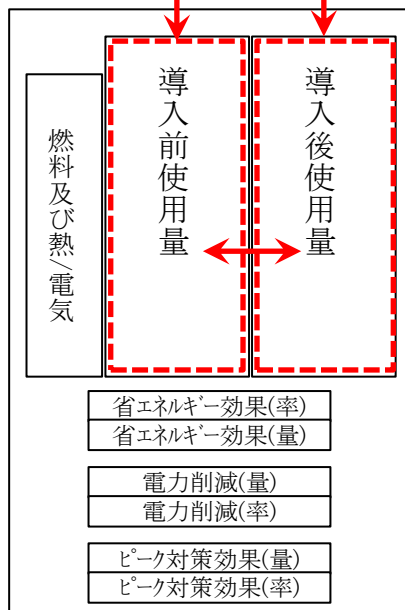 燃料及び熱/電気
導入前使用量
導入後使用量
省ｴﾈﾙｷﾞｰ効果(率)
省ｴﾈﾙｷﾞｰ効果(量)
電力削減(量)
電力削減(率)
ﾋﾟｰｸ対策効果(量)
ﾋﾟｰｸ対策効果(率)